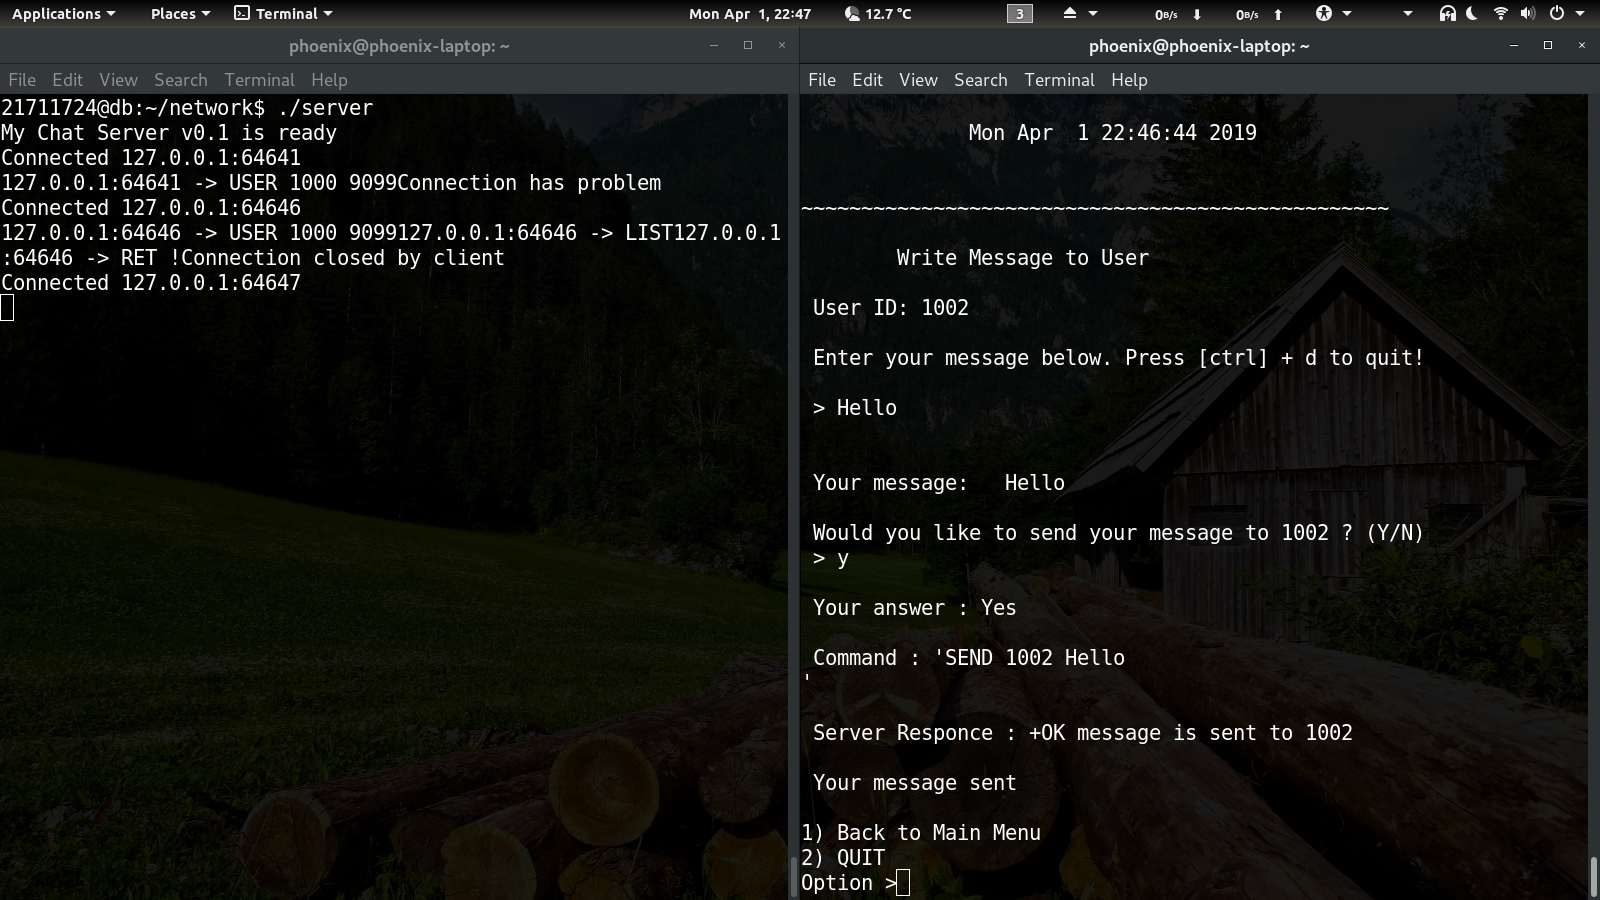 Applications Places Terminal Mon Apr 1, 22:47 12.7 °C 3 0B/s 0B/s
phoenix@phoenix-laptop: ~
File Edit View Search Terminal Help
21711724@db:~/network$ ./server
My Chat Server v0.1 is ready
Connected 127.0.0.1:64641
127.0.0.1:64641 -> USER 1000 9099Connection has problem
Connected 127.0.0.1:64646
127.0.0.1:64646 -> USER 1000 9099127.0.0.1:64646 -> LIST127.0.0.1
:64646 -> RET !Connection closed by client
Connected 127.0.0.1:64647
phoenix@phoenix-laptop: ~
File Edit View Search Terminal Help
Mon Apr  1 22:46:44 2019
~~~~~~~~~~~~~~~~~~~~~~~~~~~~~~~~~~~~~~~~~~~~~~~~~
Write Message to User
User ID: 1002
Enter your message below. Press [ctrl] + d to quit!
> Hello
Your message:   Hello
Would you like to send your message to 1002 ? (Y/N)
> y
Your answer : Yes
Command : 'SEND 1002 Hello
'
Server Responce : +OK message is sent to 1002
Your message sent
1) Back to Main Menu
2) QUIT
Option >